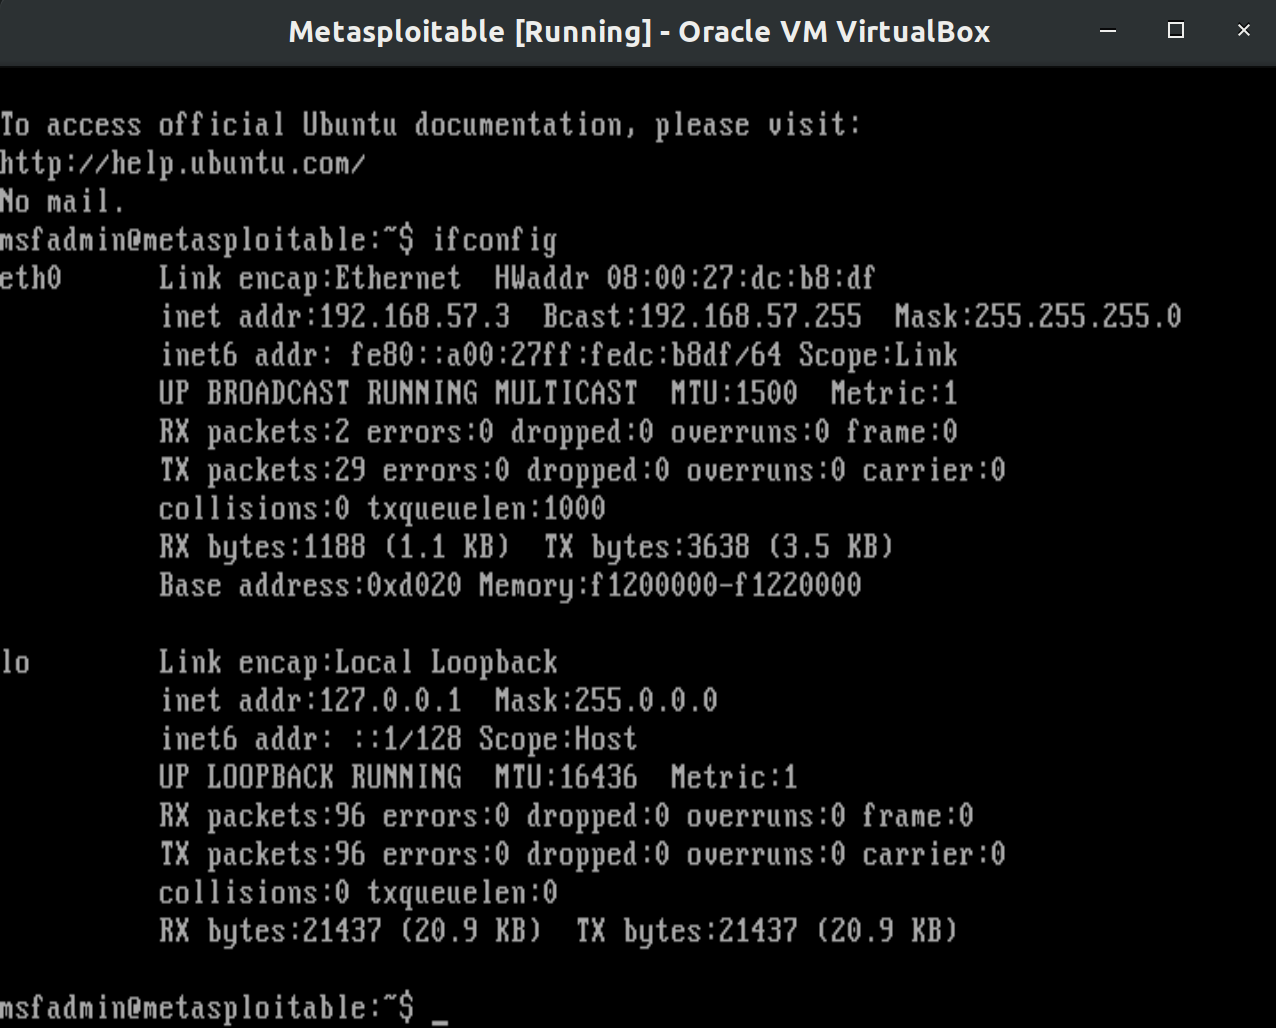 Metasploitable [Running] - Oracle VM VirtualBox
To access official Ubuntu documentation, please visit:
http://help.ubuntu.com/
No mail.
msfadmin@metasploitable:~$ ifconfig
eth0      Link encap:Ethernet  HWaddr 08:00:27:dc:b8:df
          inet addr:192.168.57.3  Bcast:192.168.57.255  Mask:255.255.255.0
          inet6 addr: fe80::a00:27ff:fedc:b8df/64 Scope:Link
          UP BROADCAST RUNNING MULTICAST  MTU:1500  Metric:1
          RX packets:2 errors:0 dropped:0 overruns:0 frame:0
          TX packets:29 errors:0 dropped:0 overruns:0 carrier:0
          collisions:0 txqueuelen:1000
          RX bytes:1188 (1.1 KB)  TX bytes:3638 (3.5 KB)
          Base address:0xd020 Memory:f1200000-f1220000
lo        Link encap:Local Loopback
          inet addr:127.0.0.1  Mask:255.0.0.0
          inet6 addr: ::1/128 Scope:Host
          UP LOOPBACK RUNNING  MTU:16436  Metric:1
          RX packets:96 errors:0 dropped:0 overruns:0 frame:0
          TX packets:96 errors:0 dropped:0 overruns:0 carrier:0
          collisions:0 txqueuelen:0
          RX bytes:21437 (20.9 KB)  TX bytes:21437 (20.9 KB)
msfadmin@metasploitable:~$ _